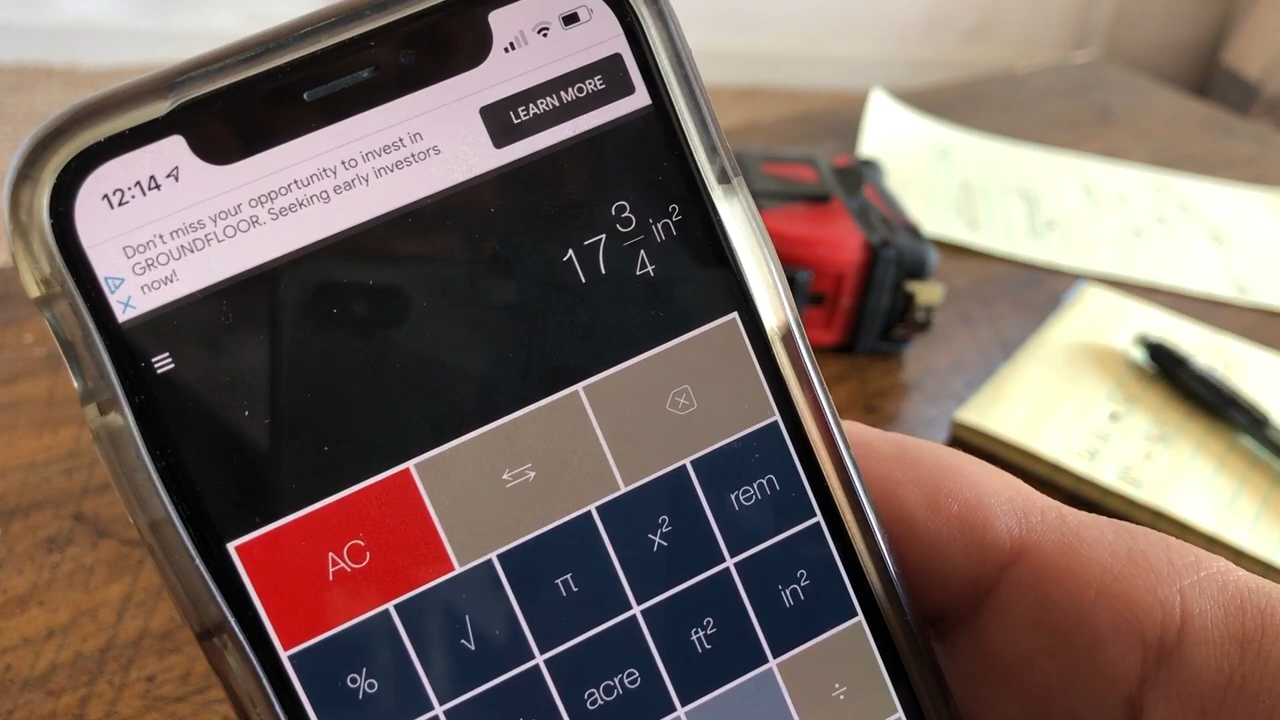 12:14
LEARN MORE
Don't miss your opportunity to invest in
GROUNDFLOOR. Seeking early investors
now!
17 3/4 in²
AC
% √ π x² rem
acre ft² in²
÷